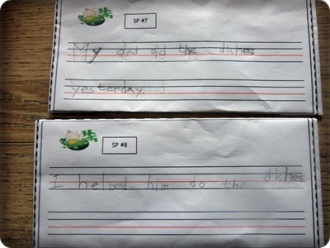 SP #7
My dad did the dishes
yesterday.
SP #8
I helped him do the dishes.